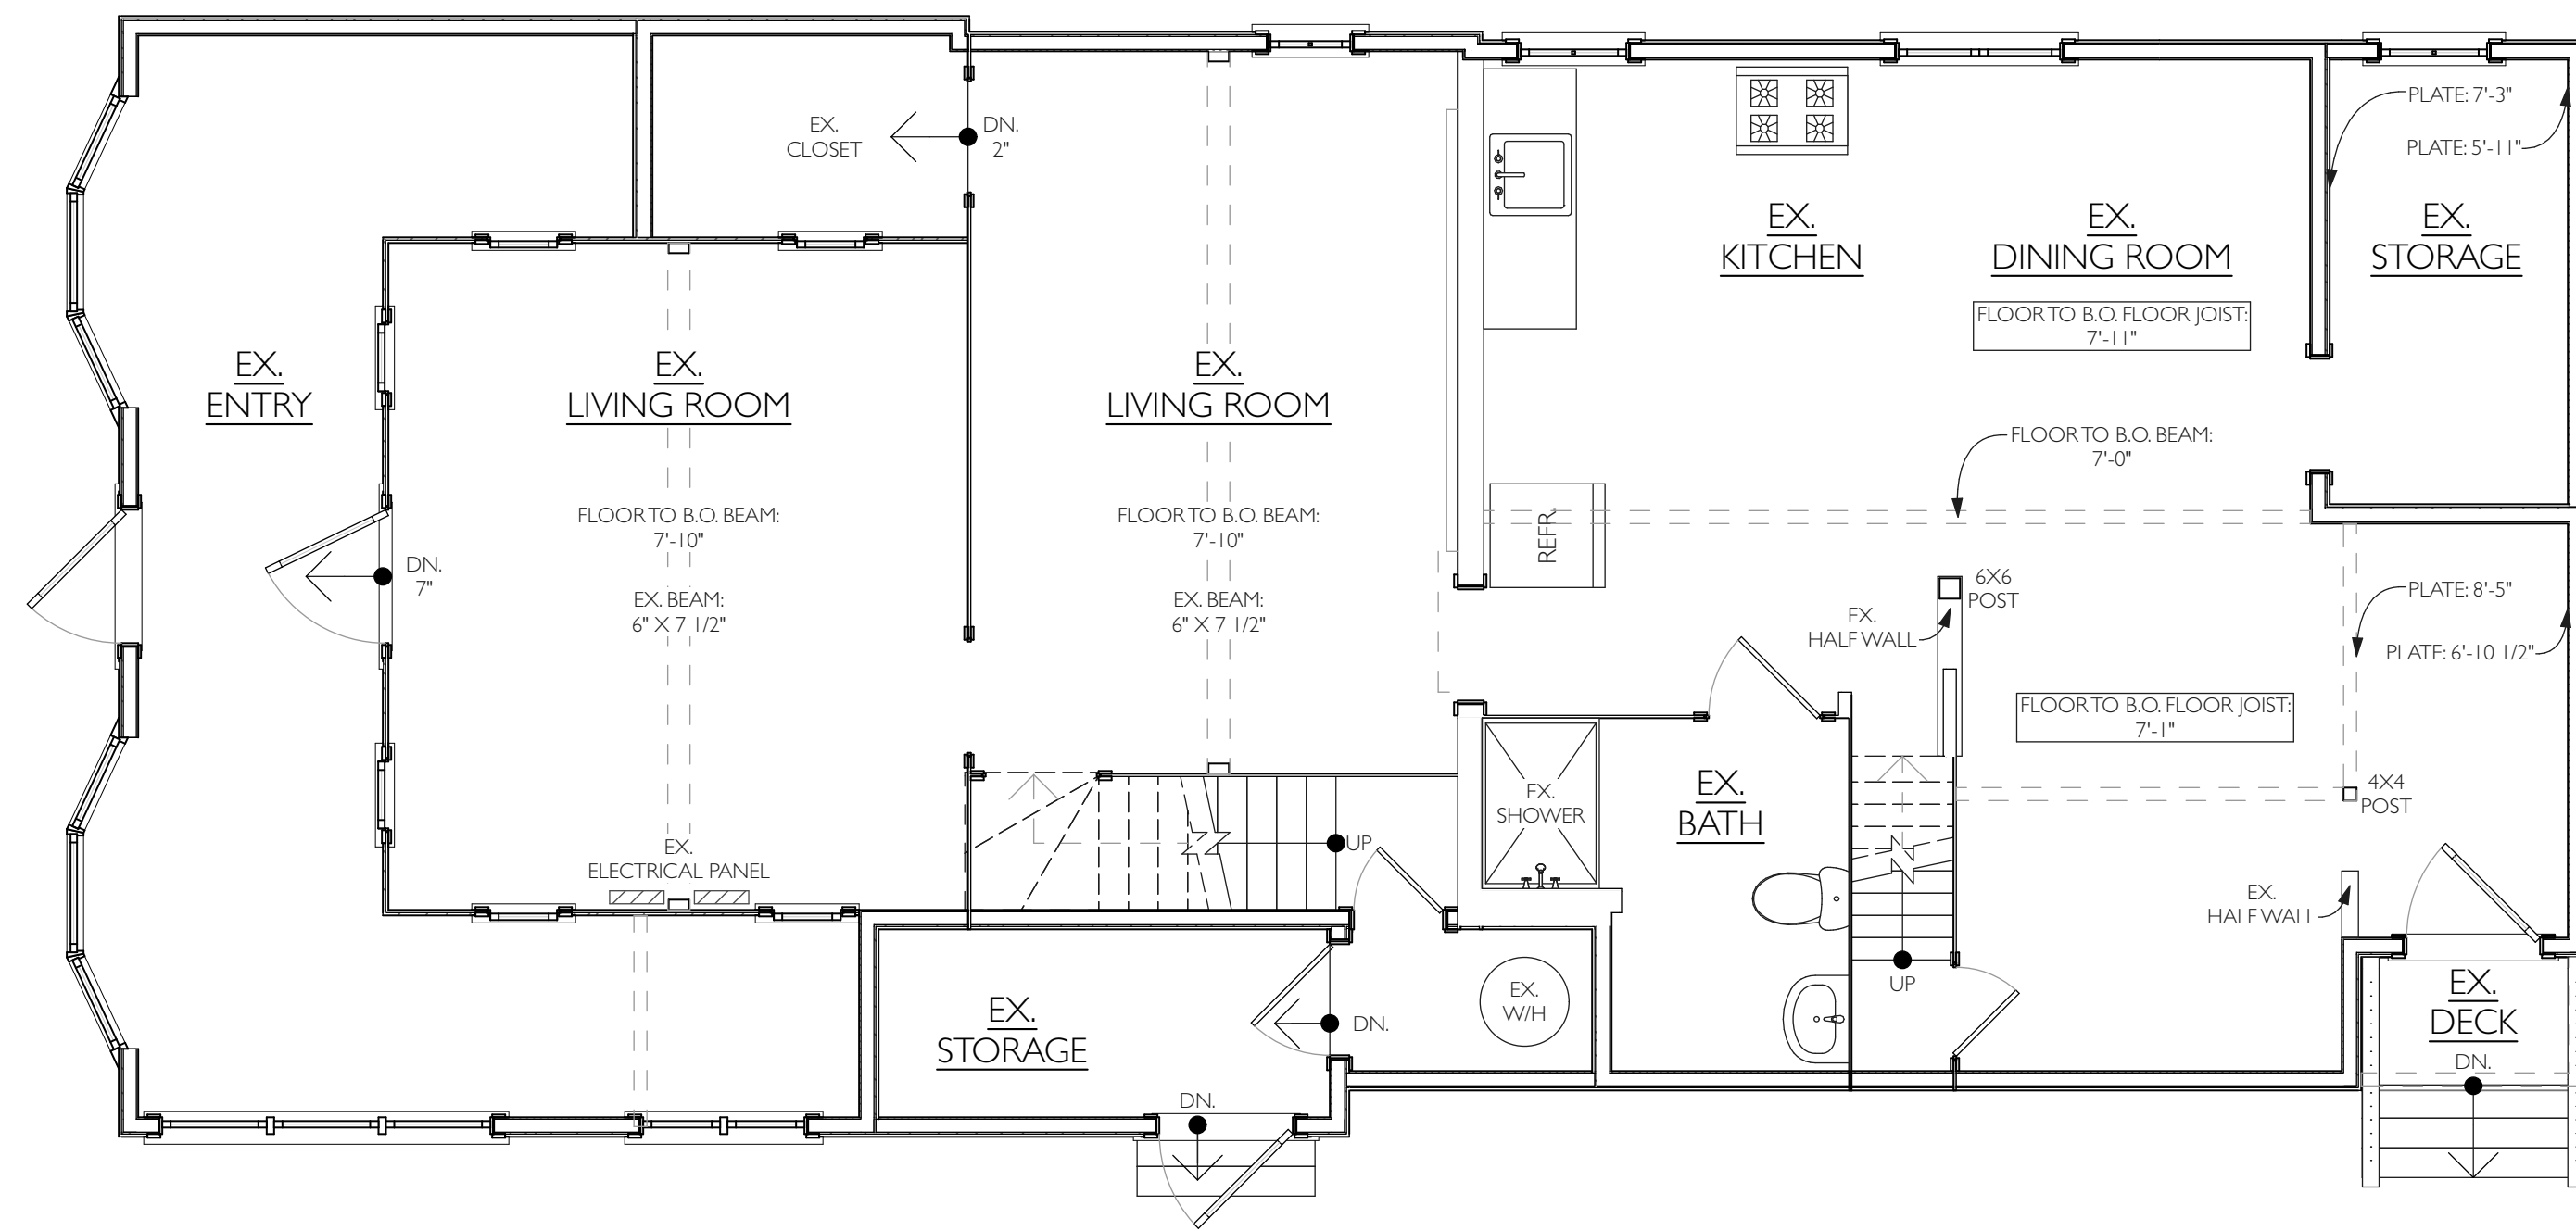 EX.
CLOSET
DN.
2"
PLATE: 7'-3"
PLATE: 5'-11"
EX.
KITCHEN
EX.
DINING ROOM
EX.
STORAGE
FLOOR TO B.O. FLOOR JOIST:
7'-11"
EX.
ENTRY
EX.
LIVING ROOM
EX.
LIVING ROOM
FLOOR TO B.O. BEAM:
7'-0"
FLOOR TO B.O. BEAM:
7'-10"
FLOOR TO B.O. BEAM:
7'-10"
REFR.
DN.
7"
EX. BEAM:
6" X 7 1/2"
EX. BEAM:
6" X 7 1/2"
6X6
POST
EX.
HALF WALL
PLATE: 8'-5"
PLATE: 6'-10 1/2"
FLOOR TO B.O. FLOOR JOIST:
7'-1"
EX.
SHOWER
EX.
BATH
4X4
POST
EX.
ELECTRICAL PANEL
UP
EX.
HALF WALL
UP
EX.
W/H
EX.
STORAGE
DN.
EX.
DECK
DN.
DN.